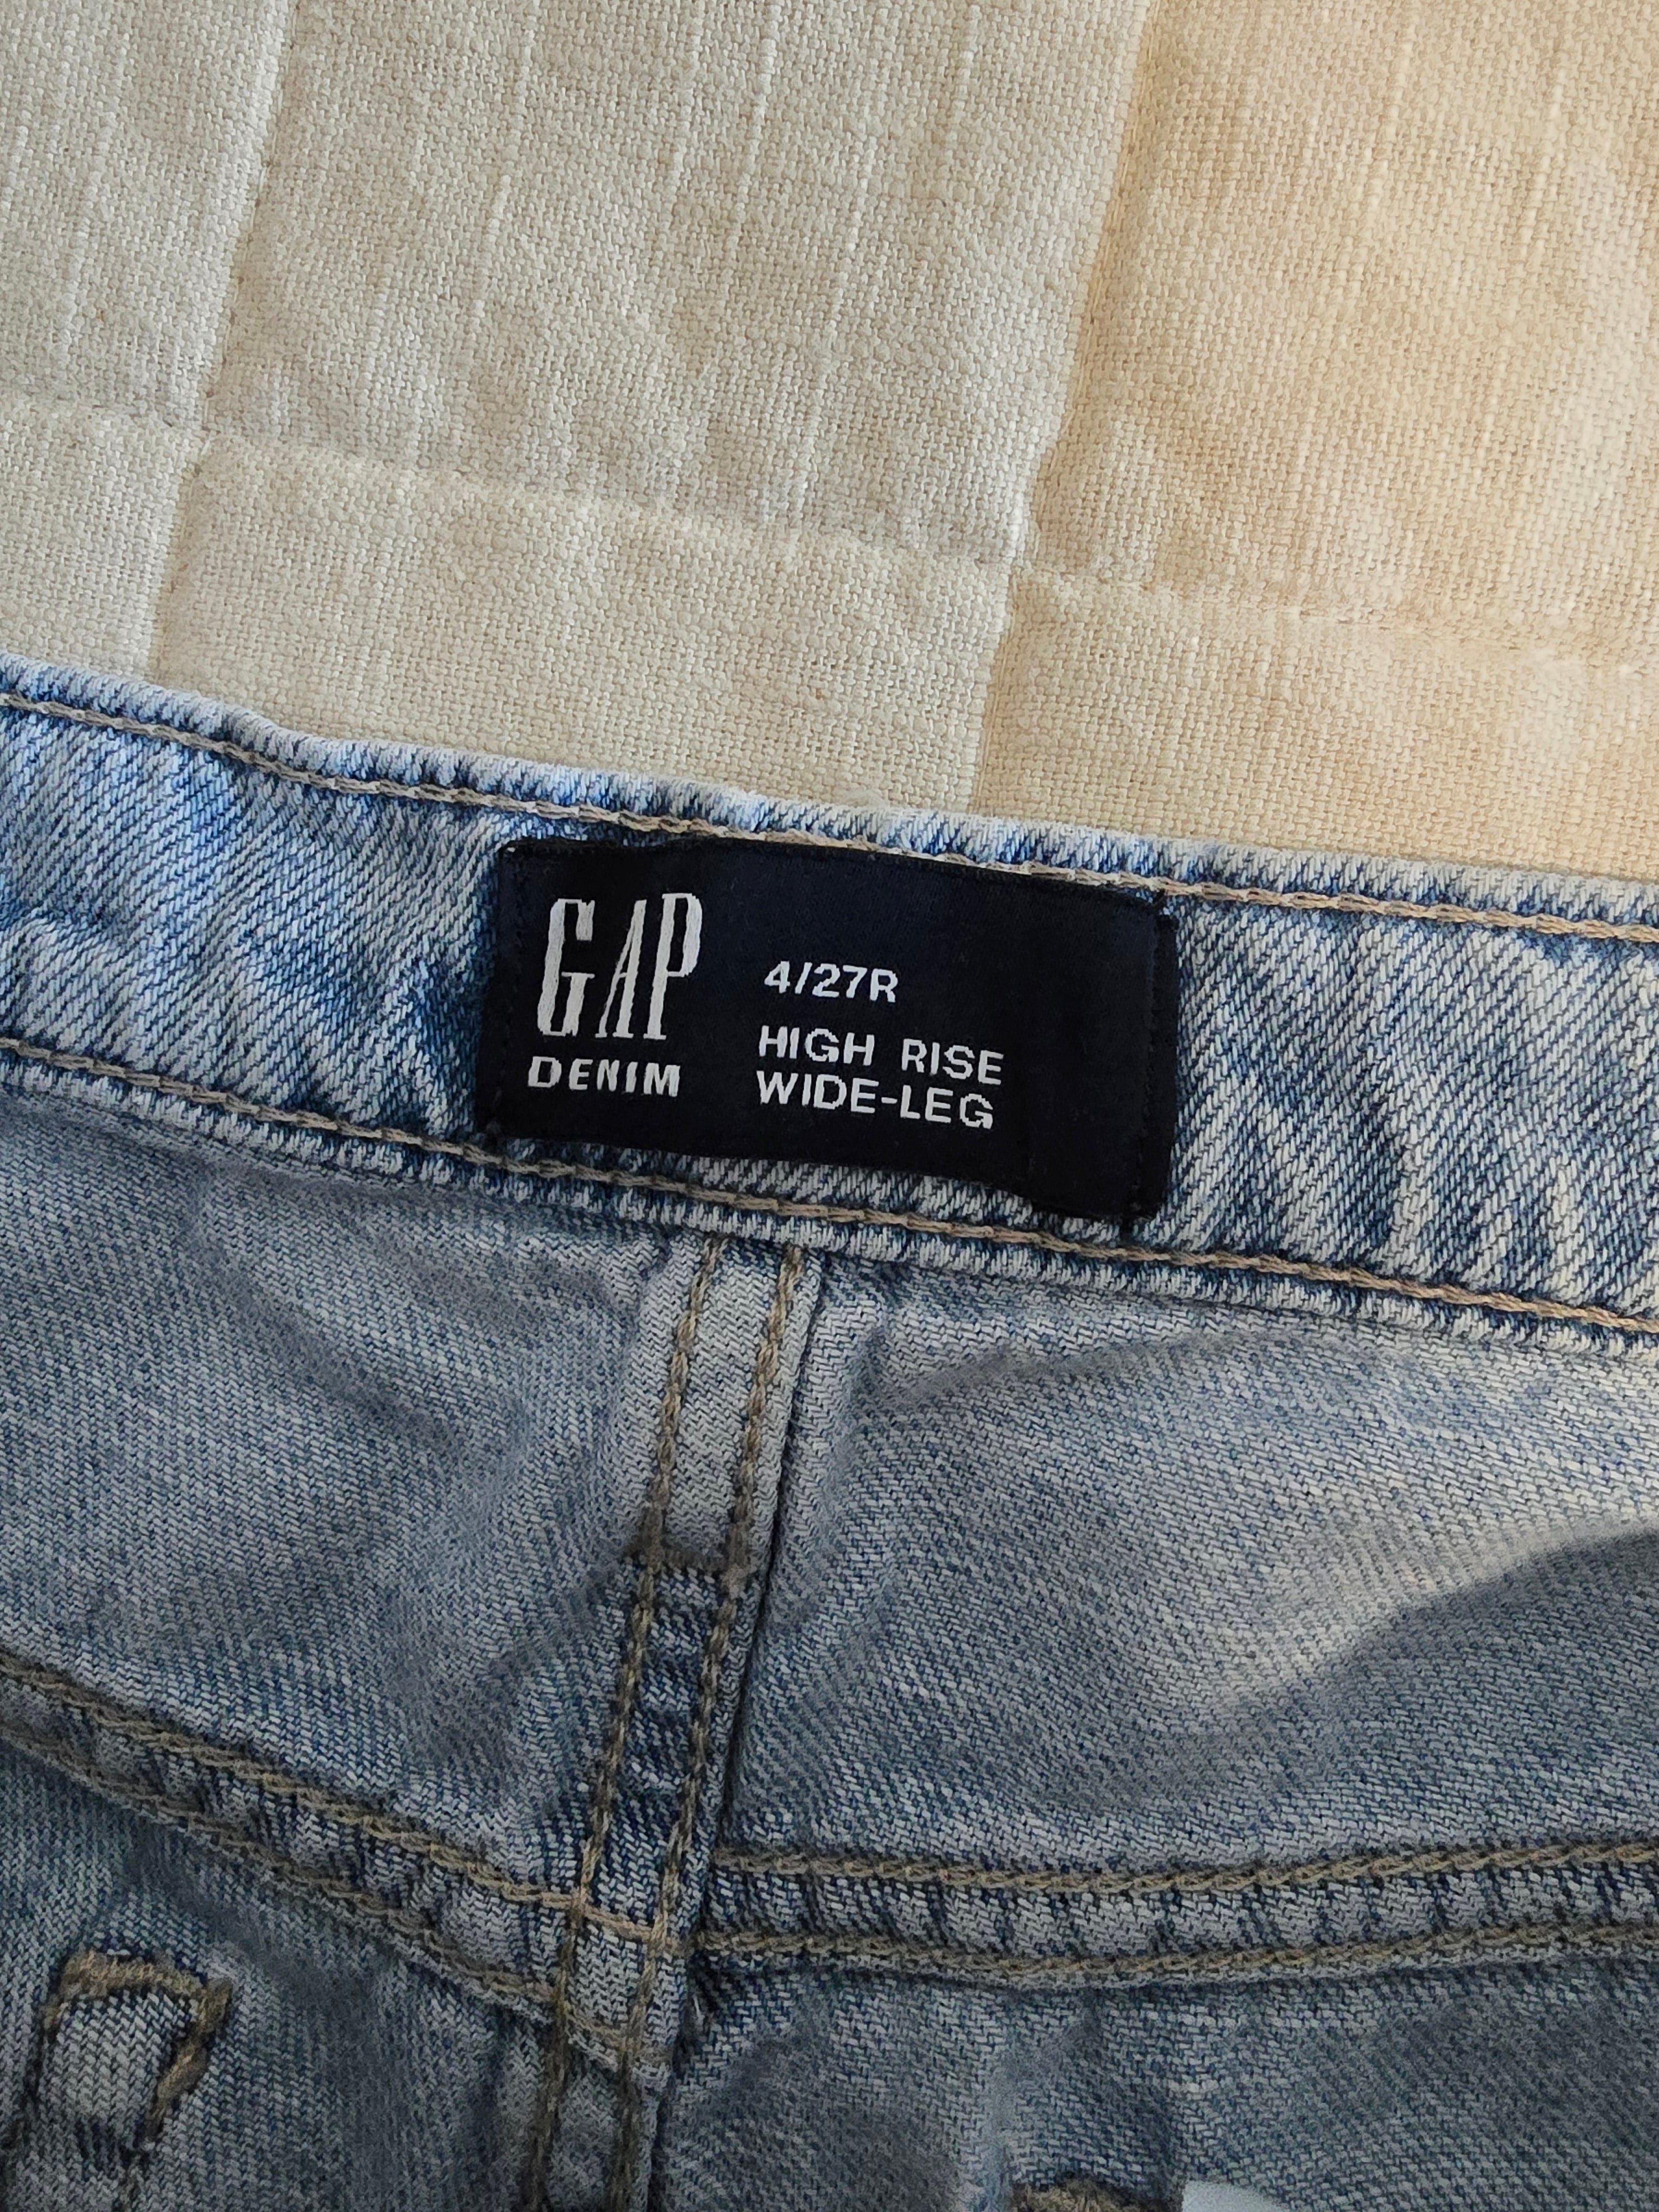 GAP
DENIM
4/27R
HIGH RISE
WIDE-LEG